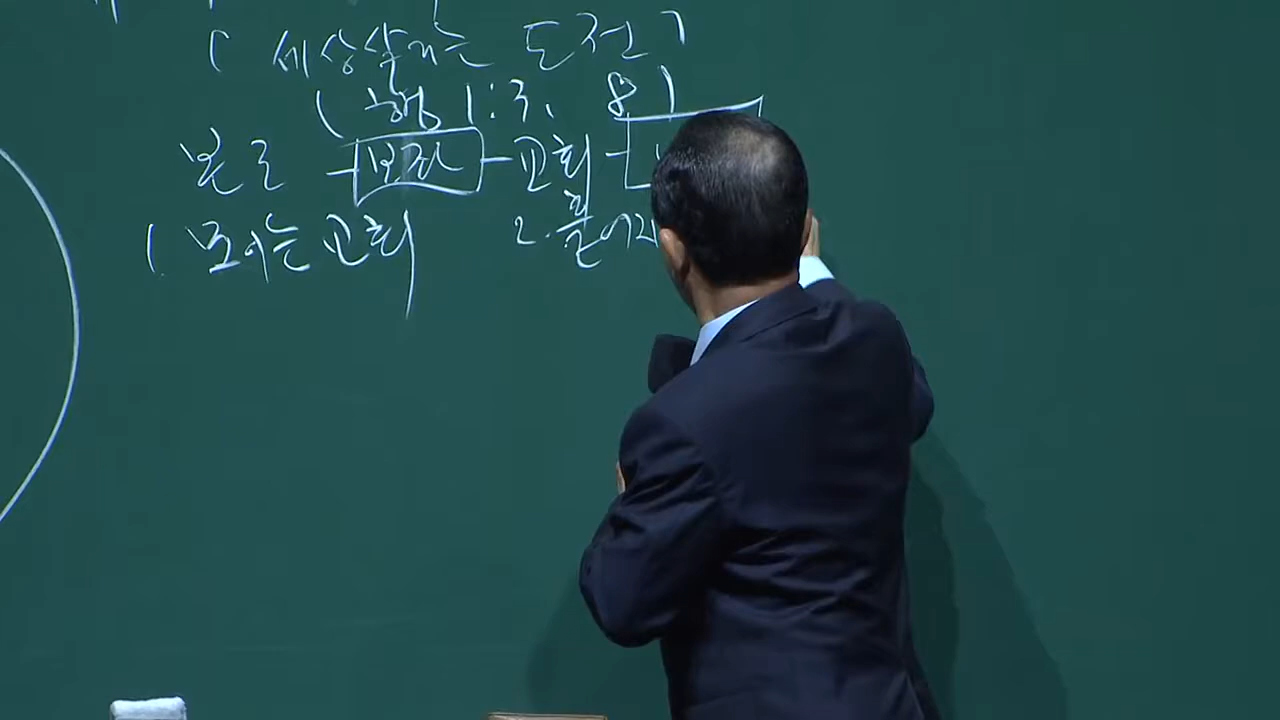 ( 세상살리는 도전 )
( 행 1:3, 8 )
본론 - 보좌 - 교회 -
1. 모이는 교회 2. 흩어지